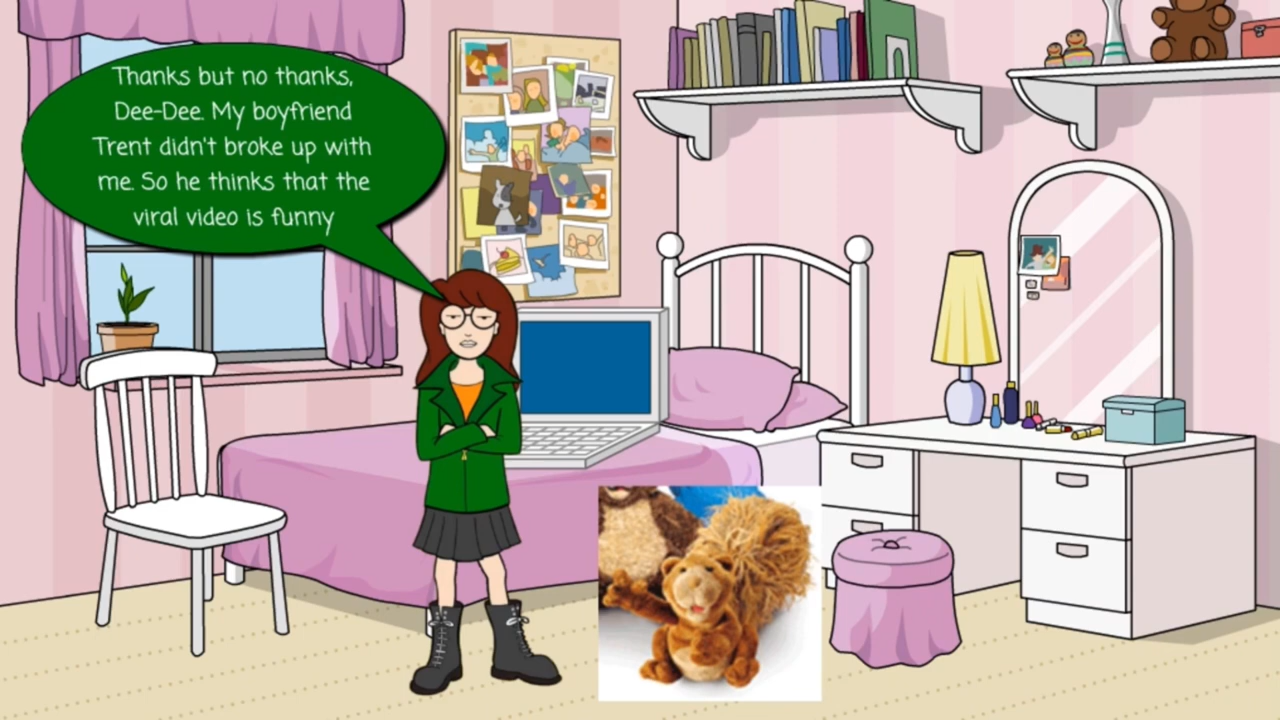 Thanks but no thanks,
Dee-Dee. My boyfriend
Trent didn't broke up with
me. So he thinks that the
viral video is funny